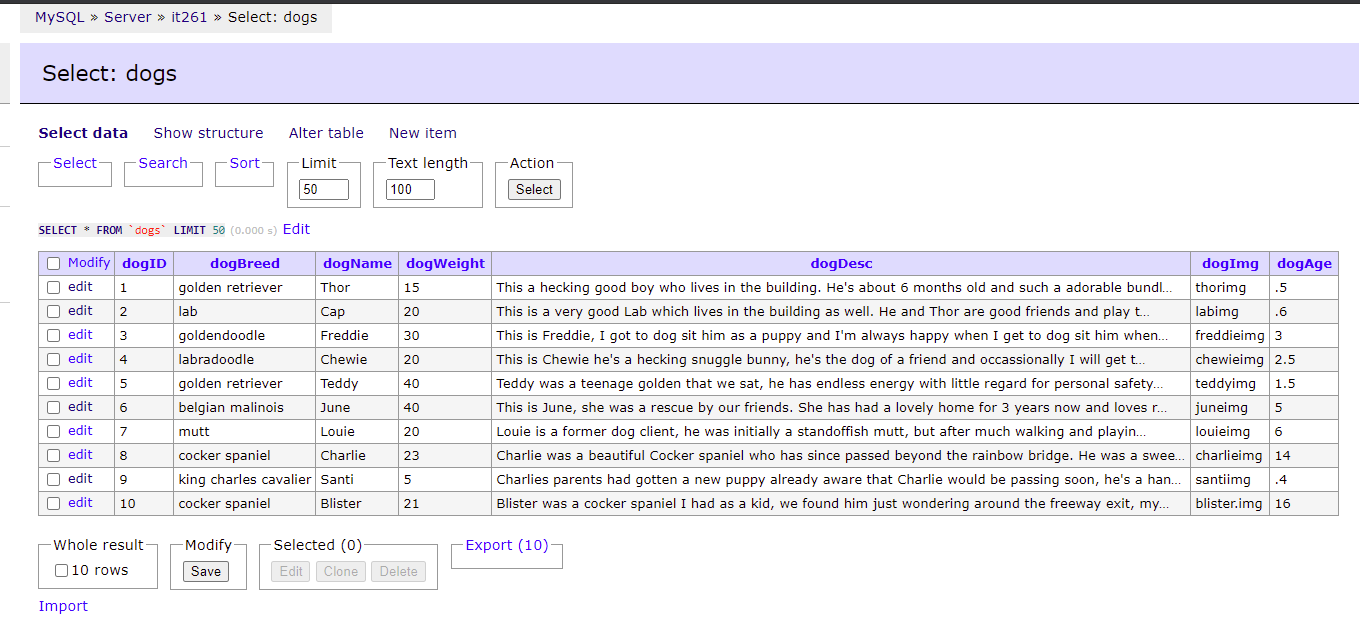 MySQL » Server » it261 » Select: dogs
Select: dogs
Select data Show structure Alter table New item
Select Search Sort Limit Text length Action
50 100 Select
SELECT * FROM `dogs` LIMIT 50 (0.000 s) Edit
Modify dogID dogBreed dogName dogWeight dogDesc dogImg dogAge
edit 1 golden retriever Thor 15 This a hecking good boy who lives in the building. He's about 6 months old and such a adorable bundl... thorimg .5
edit 2 lab Cap 20 This is a very good Lab which lives in the building as well. He and Thor are good friends and play t... labimg .6
edit 3 goldendoodle Freddie 30 This is Freddie, I got to dog sit him as a puppy and I'm always happy when I get to dog sit him when... freddieimg 3
edit 4 labradoodle Chewie 20 This is Chewie he's a hecking snuggle bunny, he's the dog of a friend and occassionally I will get t... chewieimg 2.5
edit 5 golden retriever Teddy 40 Teddy was a teenage golden that we sat, he has endless energy with little regard for personal safety... teddyimg 1.5
edit 6 belgian malinois June 40 This is June, she was a rescue by our friends. She has had a lovely home for 3 years now and loves r... juneimg 5
edit 7 mutt Louie 20 Louie is a former dog client, he was initially a standoffish mutt, but after much walking and playin... louieimg 6
edit 8 cocker spaniel Charlie 23 Charlie was a beautiful Cocker spaniel who has since passed beyond the rainbow bridge. He was a swee... charlieimg 14
edit 9 king charles cavalier Santi 5 Charlies parents had gotten a new puppy already aware that Charlie would be passing soon, he's a han... santiimg .4
edit 10 cocker spaniel Blister 21 Blister was a cocker spaniel I had as a kid, we found him just wondering around the freeway exit, my... blister.img 16
Whole result Modify Selected (0) Export (10)
10 rows Save Edit Clone Delete
Import